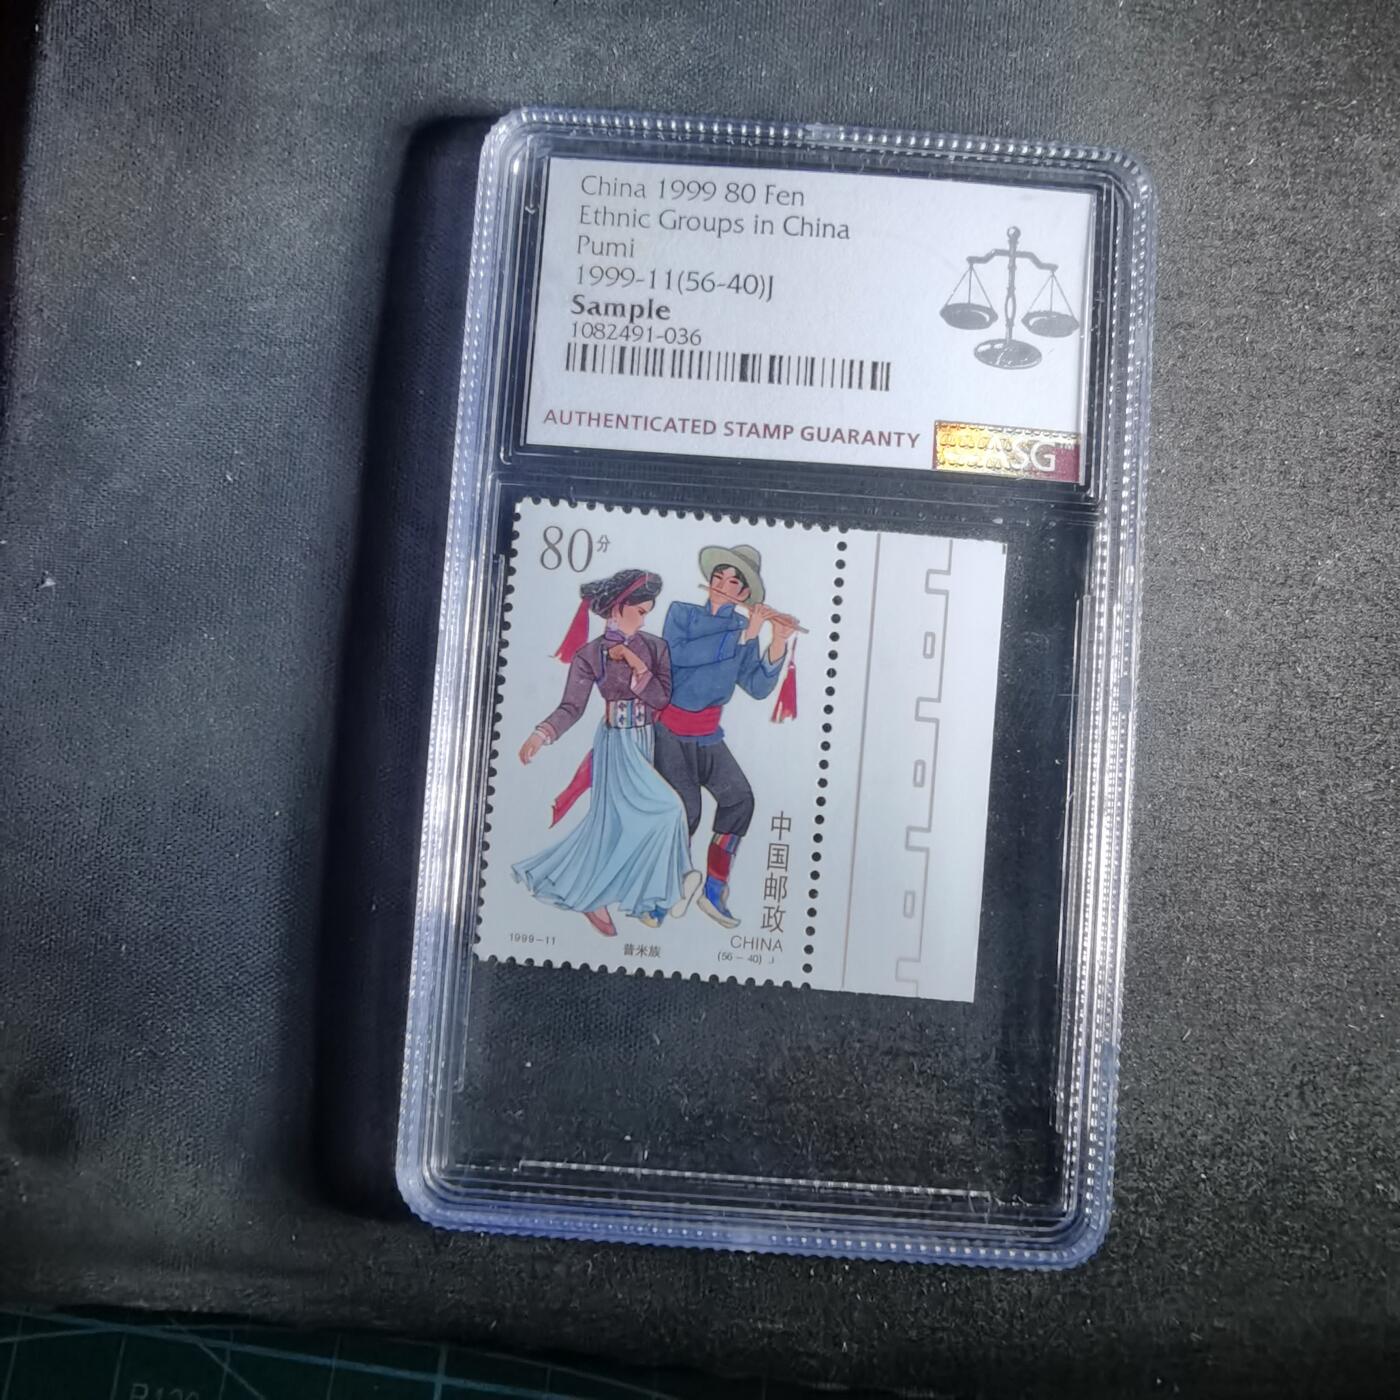 China 1999 80 Fen
Ethnic Groups in China
Pumi
1999-11(56-40)J
Sample
1082491-036
AUTHENTICATED STAMP GUARANTY
ASG
80分
中国邮政
CHINA
1999-11
普米族
(56-40) J